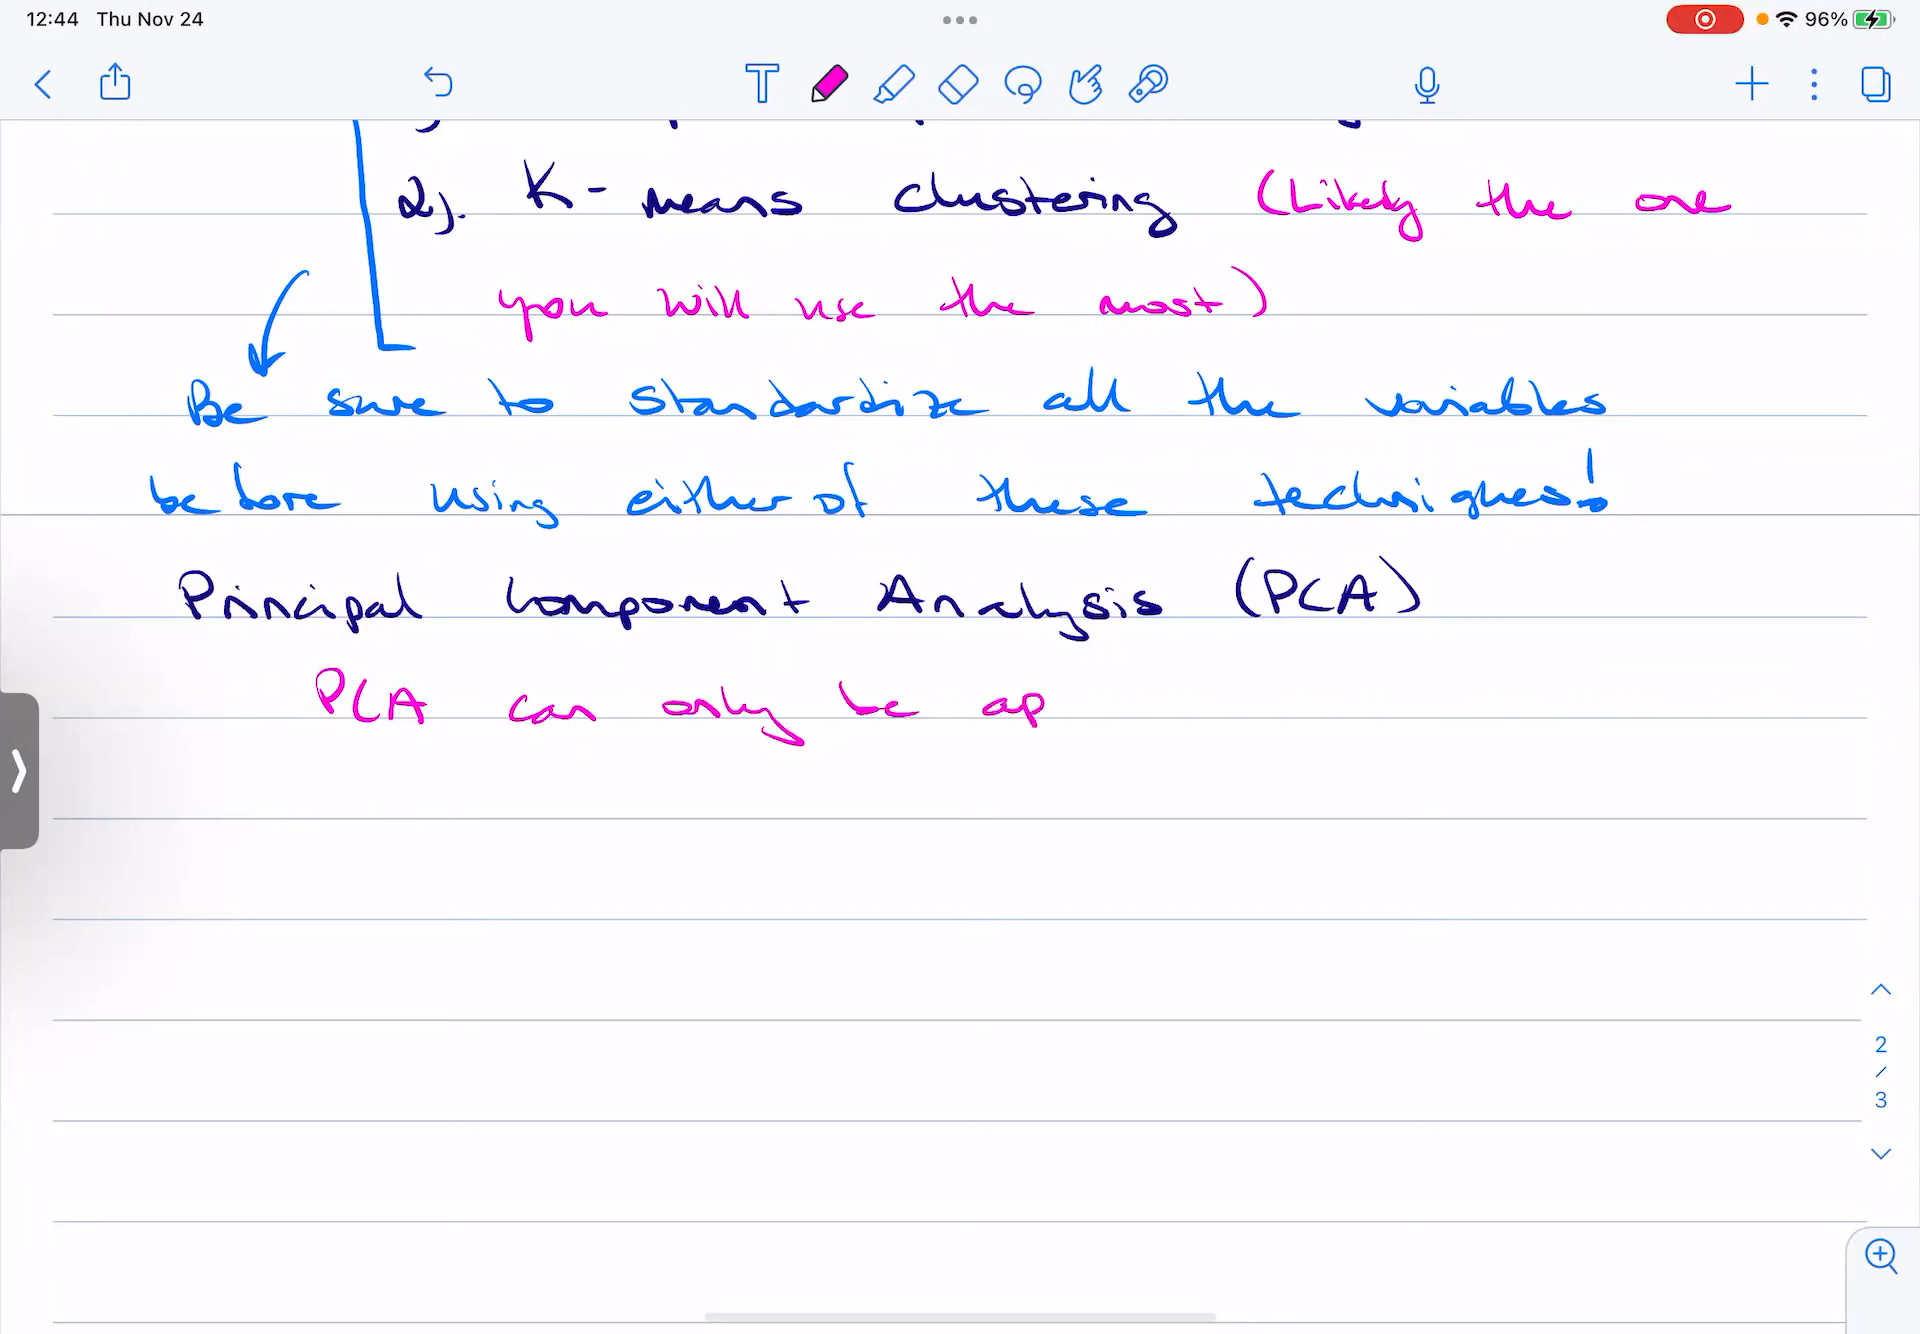 12:44 Thu Nov 24
96%
2). K-means clustering (Likely the one
you will use the most)
Be sure to standardize all the variables
before using either of these techniques!
Principal Component Analysis (PCA)
PCA can only be ap
2
/
3